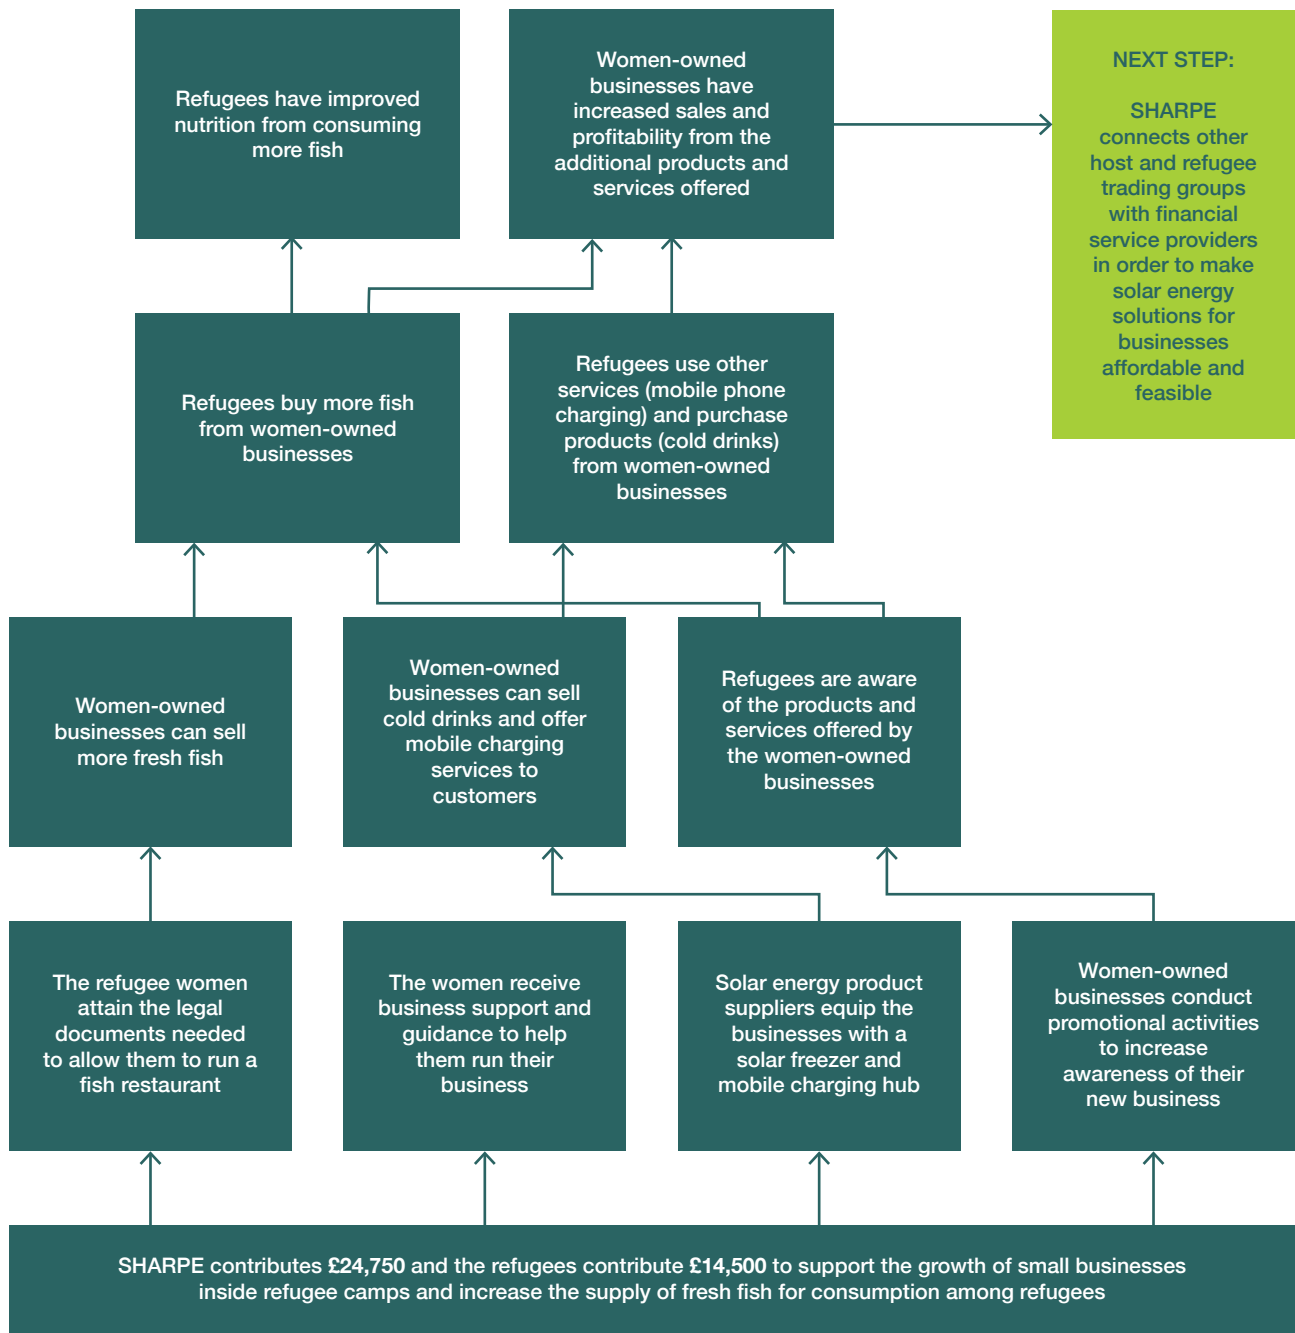 Refugees have improved
nutrition from consuming
more fish
Women-owned
businesses have
increased sales and
profitability from the
additional products and
services offered
NEXT STEP:
SHARPE
connects other
host and refugee
trading groups
with financial
service providers
in order to make
solar energy
solutions for
businesses
affordable and
feasible
Refugees buy more fish
from women-owned
businesses
Refugees use other
services (mobile phone
charging) and purchase
products (cold drinks)
from women-owned
businesses
Women-owned
businesses can sell
more fresh fish
Women-owned
businesses can sell
cold drinks and offer
mobile charging
services to
customers
Refugees are aware
of the products and
services offered by
the women-owned
businesses
The refugee women
attain the legal
documents needed
to allow them to run a
fish restaurant
The women receive
business support and
guidance to help
them run their
business
Solar energy product
suppliers equip the
businesses with a
solar freezer and
mobile charging hub
Women-owned
businesses conduct
promotional activities
to increase
awareness of their
new business
SHARPE contributes £24,750 and the refugees contribute £14,500 to support the growth of small businesses
inside refugee camps and increase the supply of fresh fish for consumption among refugees